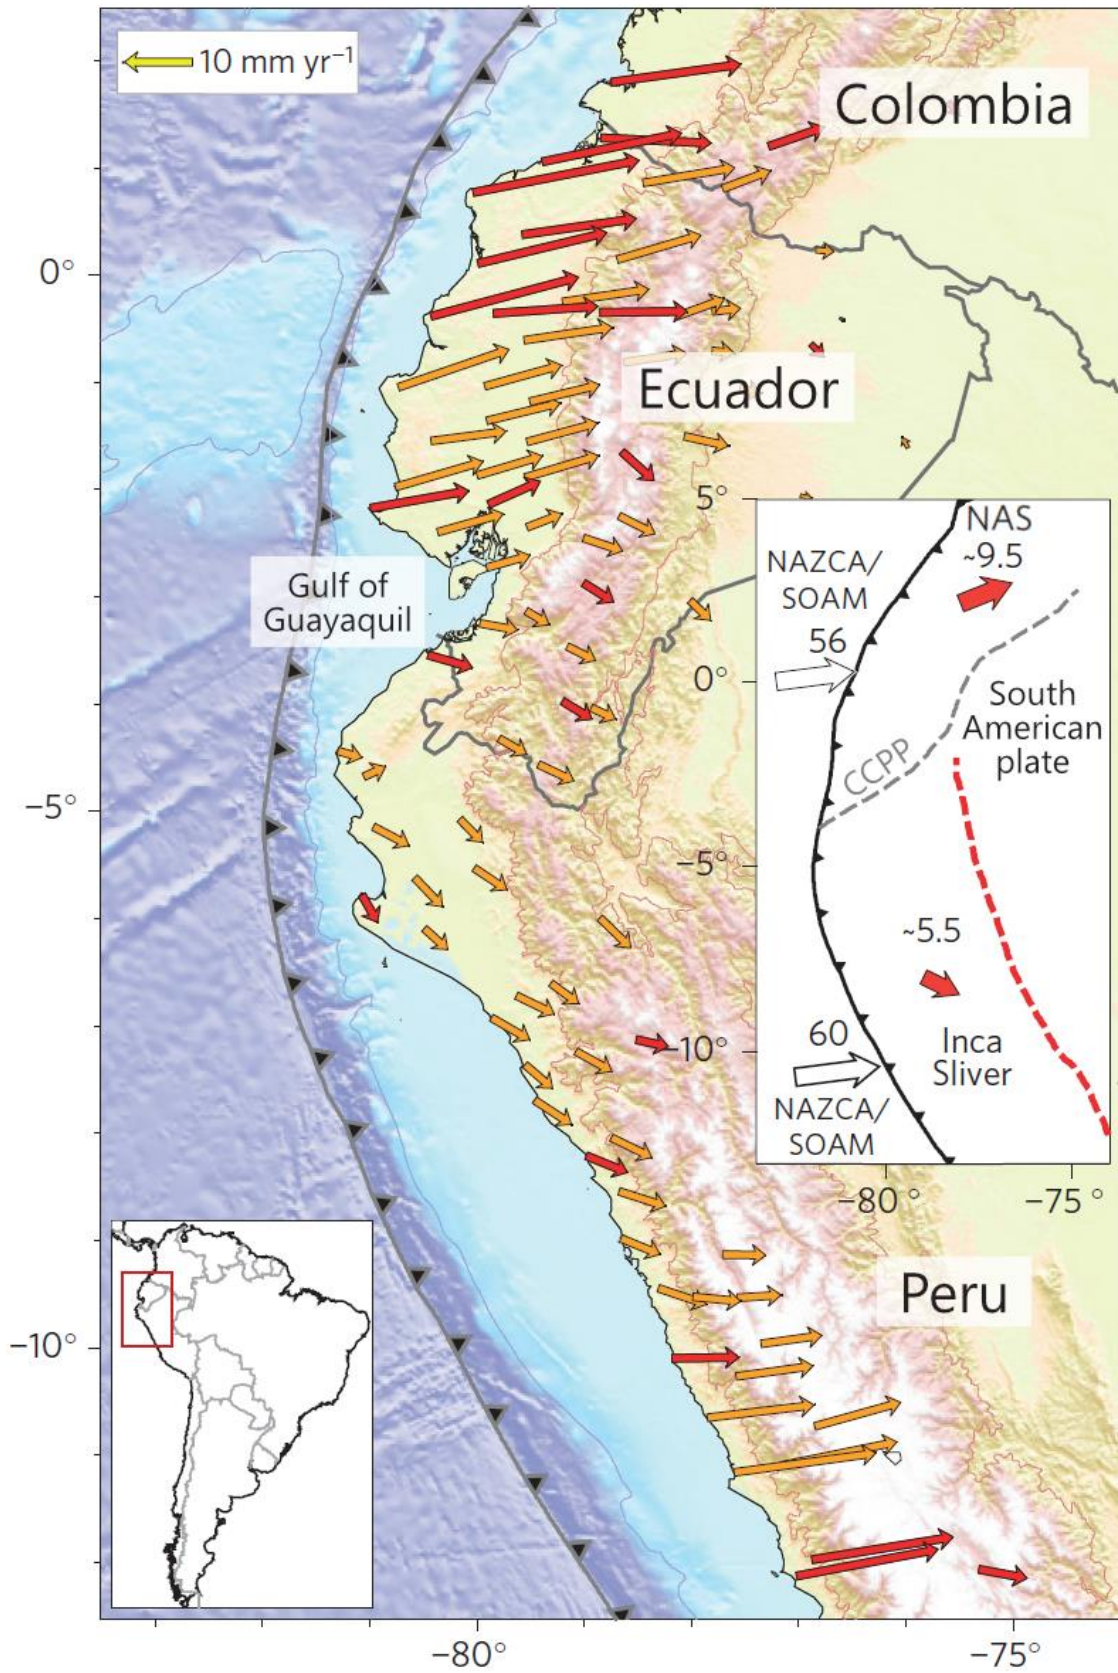 10 mm yr⁻¹
Colombia
0°
Ecuador
Gulf of
Guayaquil
−5°
−10°
Peru
−80°
−75°
5°
NAS
~9.5
NAZCA/
SOAM
56
0°
South
American
plate
CCPP
−5°
~5.5
60
−10°
Inca
Sliver
NAZCA/
SOAM
−80°
−75°